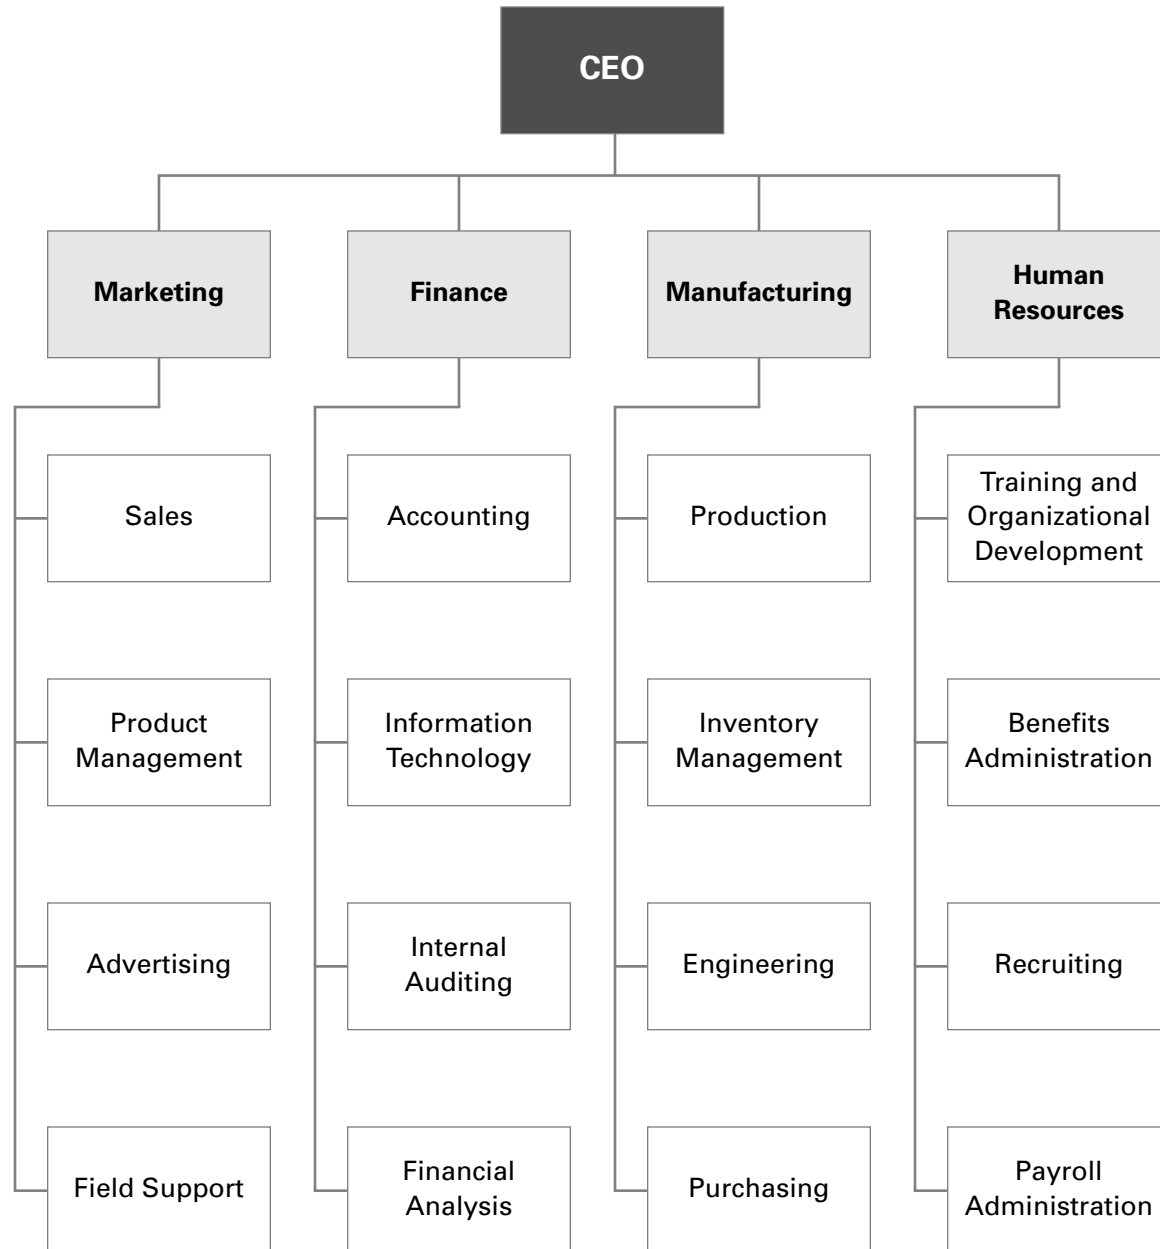 CEO
Marketing
Finance
Manufacturing
Human
Resources
Sales
Accounting
Production
Training and
Organizational
Development
Product
Management
Information
Technology
Inventory
Management
Benefits
Administration
Advertising
Internal
Auditing
Engineering
Recruiting
Field Support
Financial
Analysis
Purchasing
Payroll
Administration